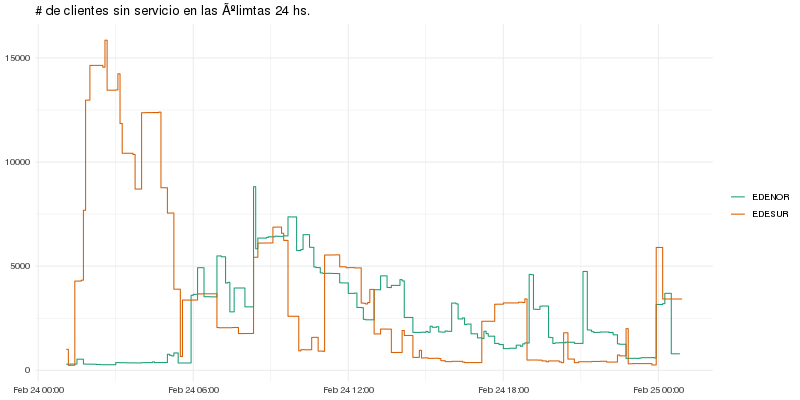 # de clientes sin servicio en las Ãºlimtas 24 hs.
15000
10000
5000
0
Feb 24 00:00 Feb 24 06:00 Feb 24 12:00 Feb 24 18:00 Feb 25 00:00
EDENOR
EDESUR